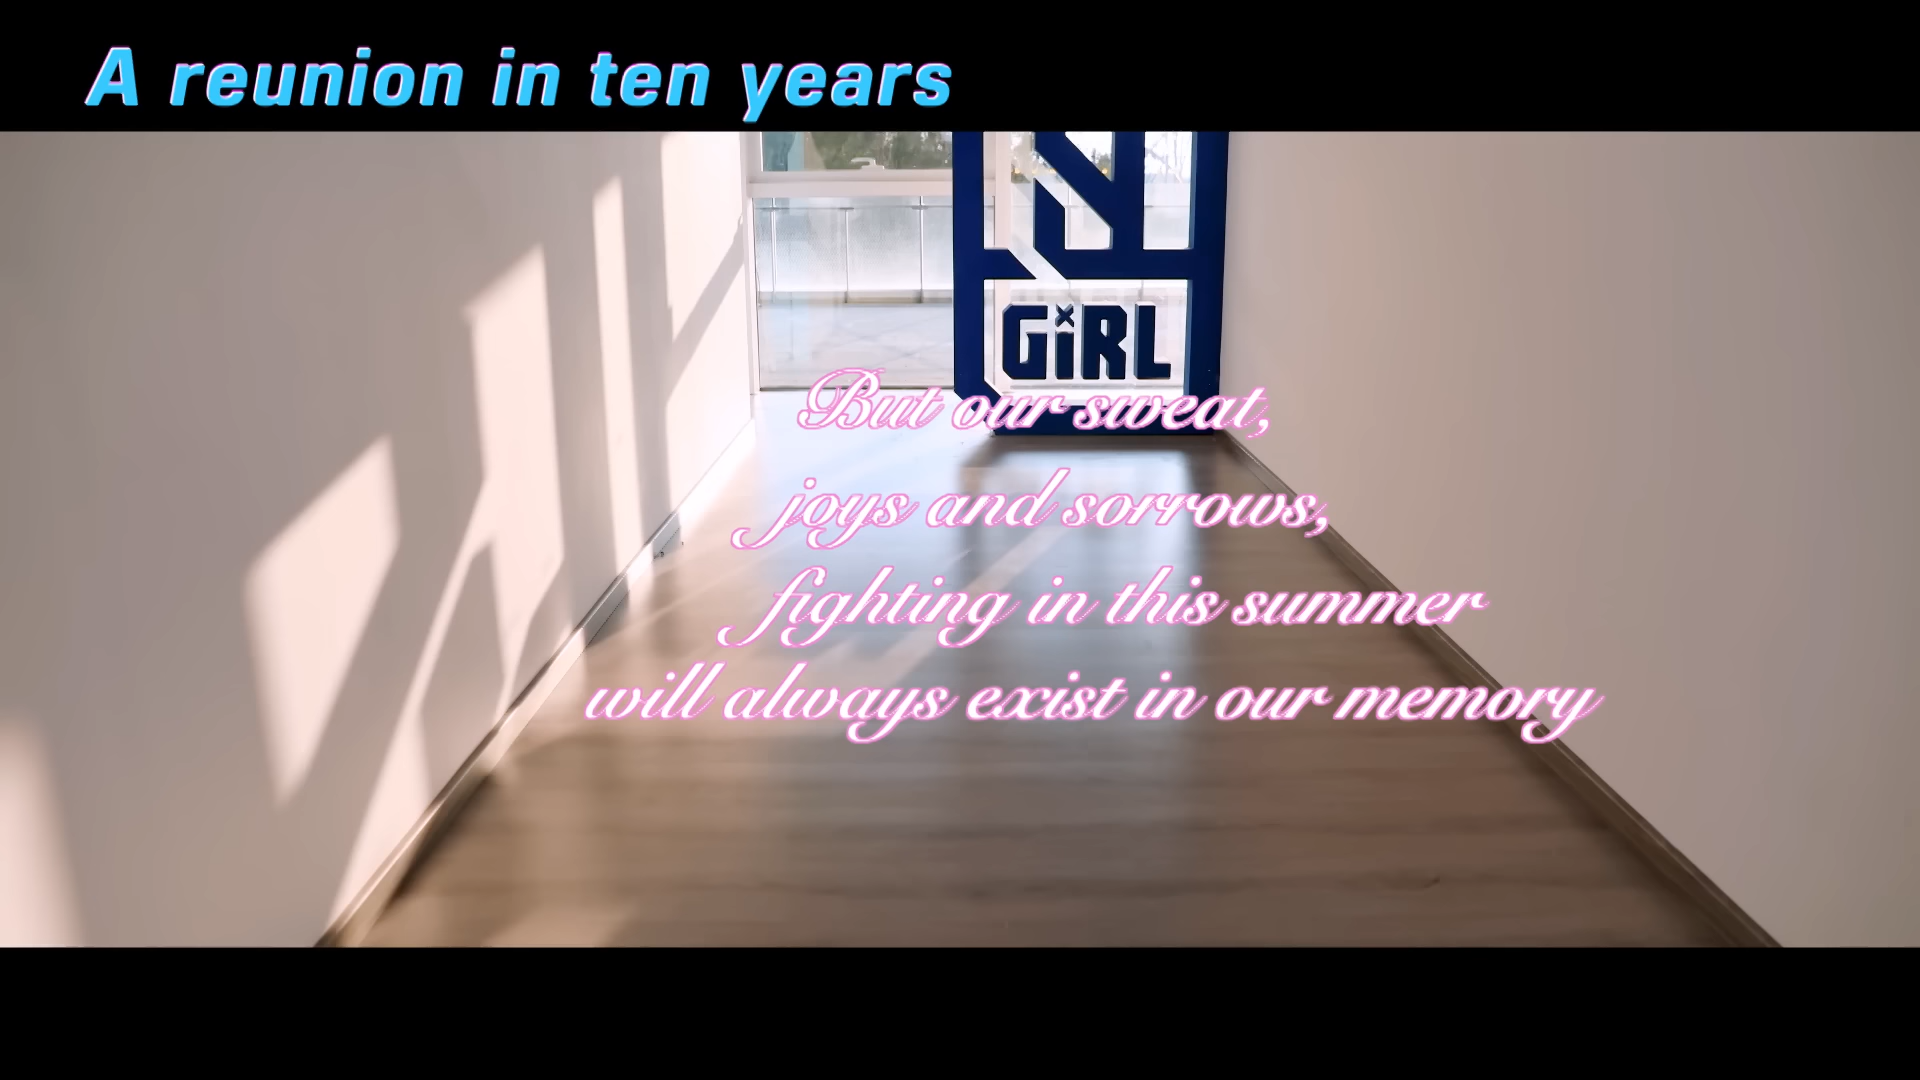 A reunion in ten years
GiRL
But our sweat,
joys and sorrows,
fighting in this summer
will always exist in our memory